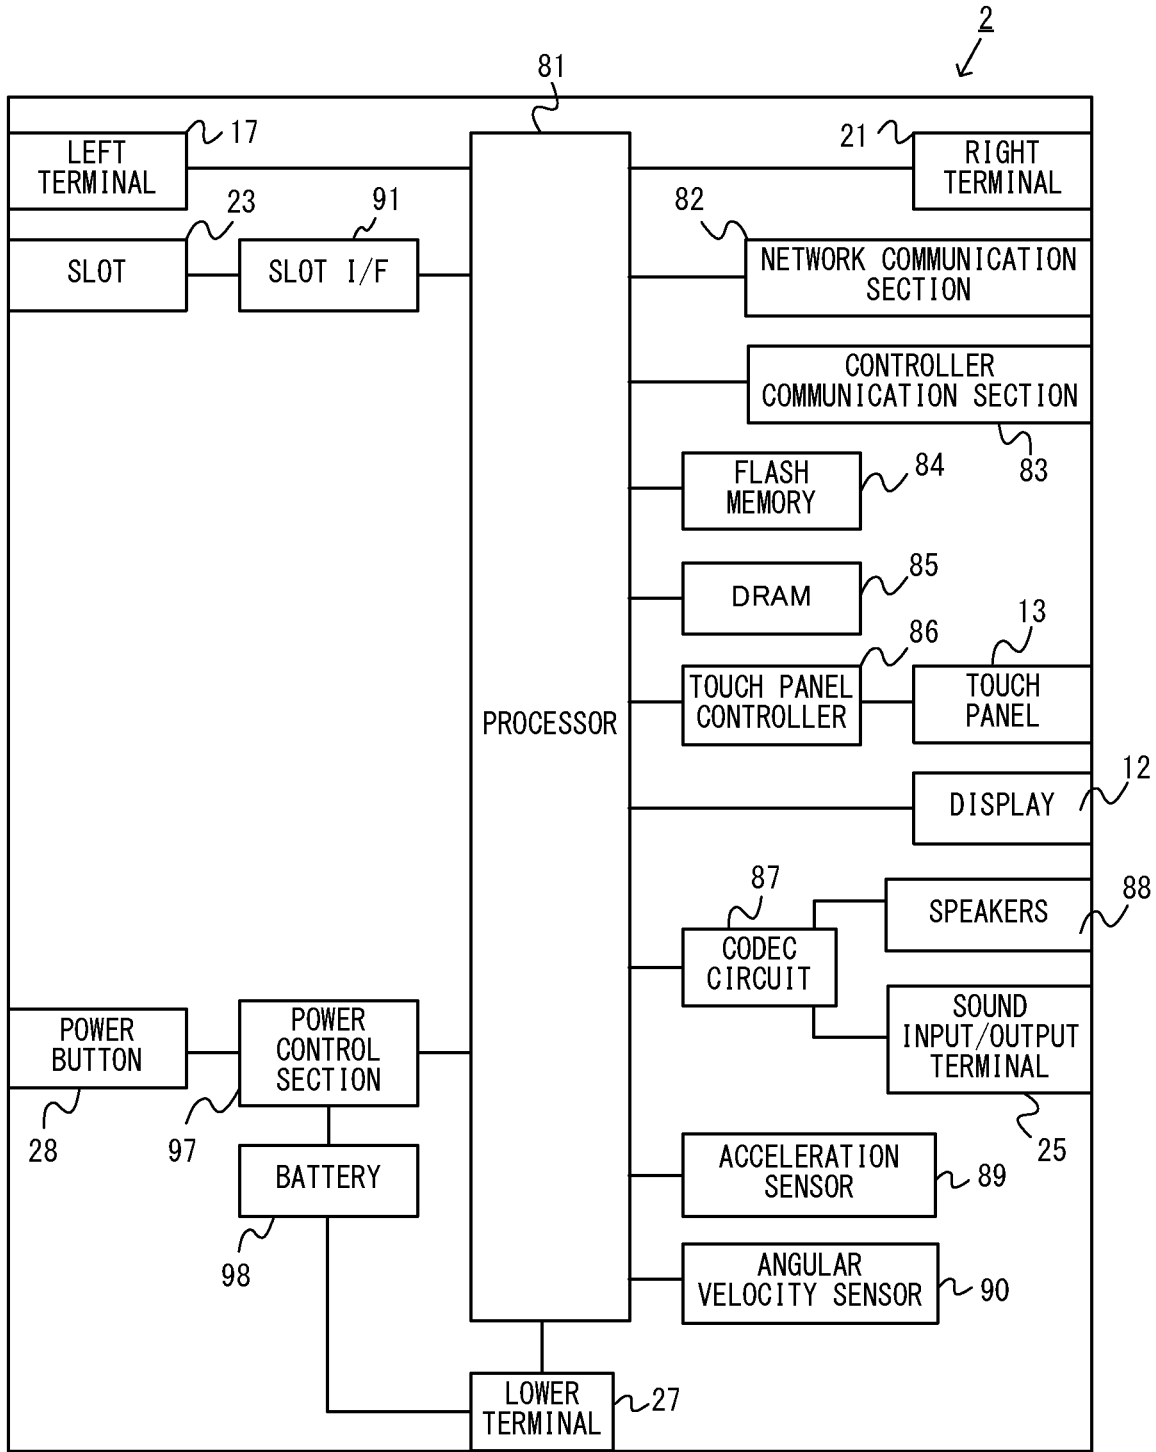 2
81
LEFT
TERMINAL
17
21
RIGHT
TERMINAL
SLOT
23
SLOT I/F
91
82
NETWORK COMMUNICATION
SECTION
CONTROLLER
COMMUNICATION SECTION
83
FLASH
MEMORY
84
DRAM
85
86
TOUCH PANEL
CONTROLLER
13
TOUCH
PANEL
PROCESSOR
DISPLAY
12
87
CODEC
CIRCUIT
SPEAKERS
88
SOUND
INPUT/OUTPUT
TERMINAL
25
POWER
BUTTON
28
POWER
CONTROL
SECTION
97
BATTERY
98
ACCELERATION
SENSOR
89
ANGULAR
VELOCITY SENSOR
90
LOWER
TERMINAL
27